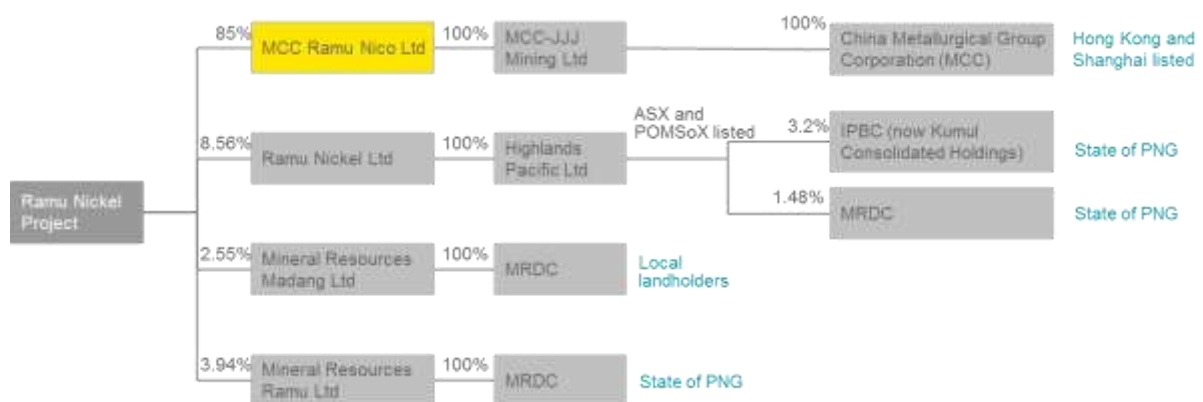 Ramu Nickel
Project
85%
MCC Ramu Nico Ltd
100%
MCC-JJJ
Mining Ltd
100%
China Metallurgical Group
Corporation (MCC)
Hong Kong and
Shanghai listed
8.56%
Ramu Nickel Ltd
100%
Highlands
Pacific Ltd
ASX and
POMSoX listed
3.2%
IPBC (now Kumul
Consolidated Holdings)
State of PNG
1.48%
MRDC
State of PNG
2.55%
Mineral Resources
Madang Ltd
100%
MRDC
Local
landholders
3.94%
Mineral Resources
Ramu Ltd
100%
MRDC
State of PNG